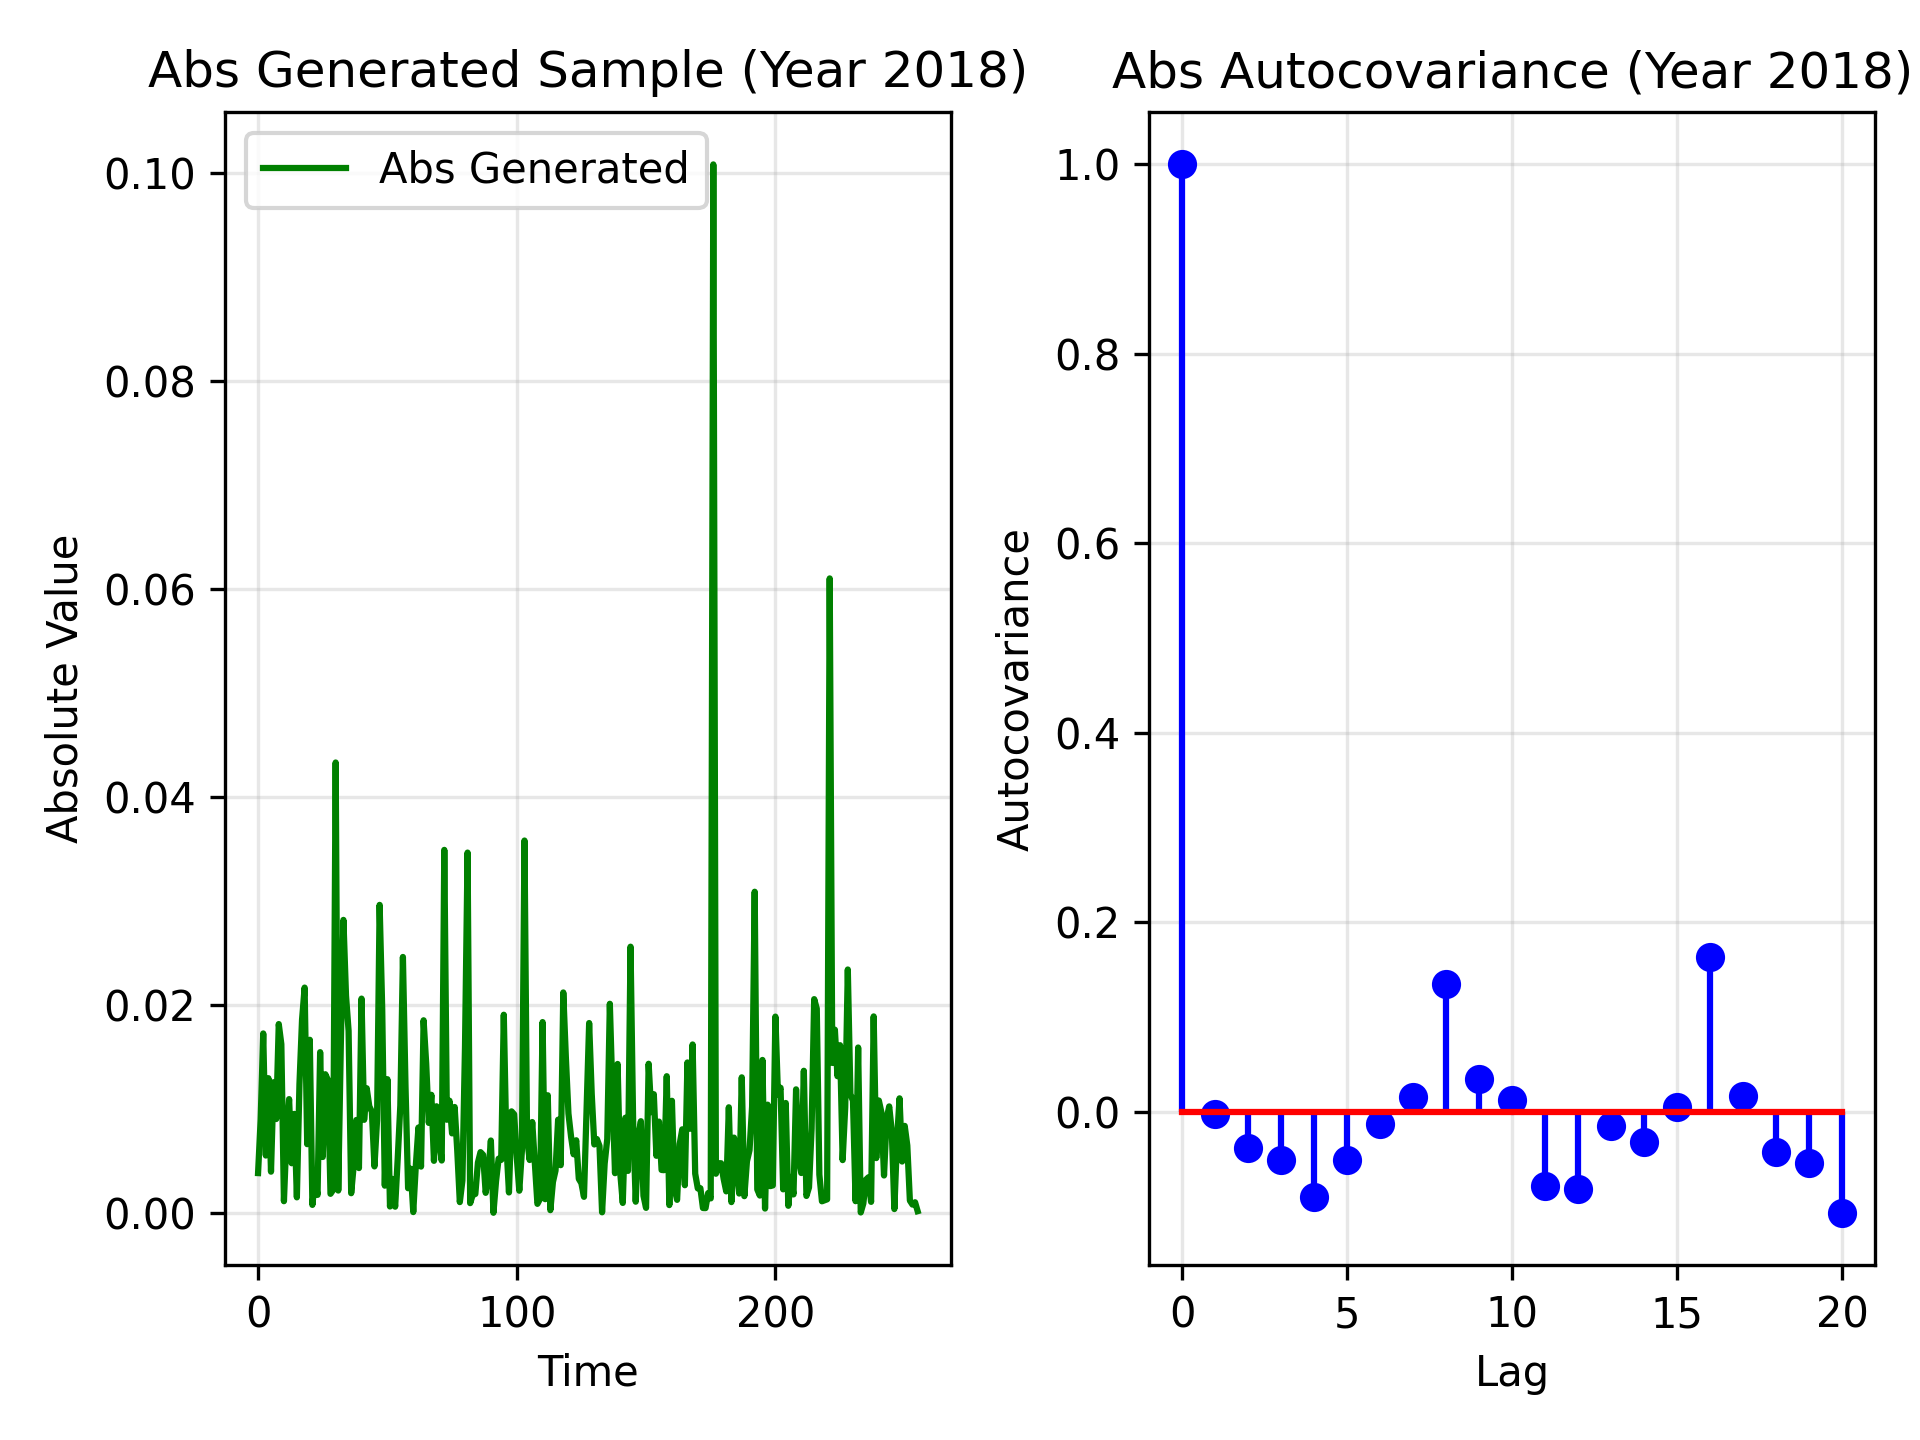 Abs Generated Sample (Year 2018)
Abs Generated
0.10
0.08
0.06
0.04
0.02
0.00
Absolute Value
0
100
200
Time
Abs Autocovariance (Year 2018)
1.0
0.8
0.6
0.4
0.2
0.0
Autocovariance
0
5
10
15
20
Lag